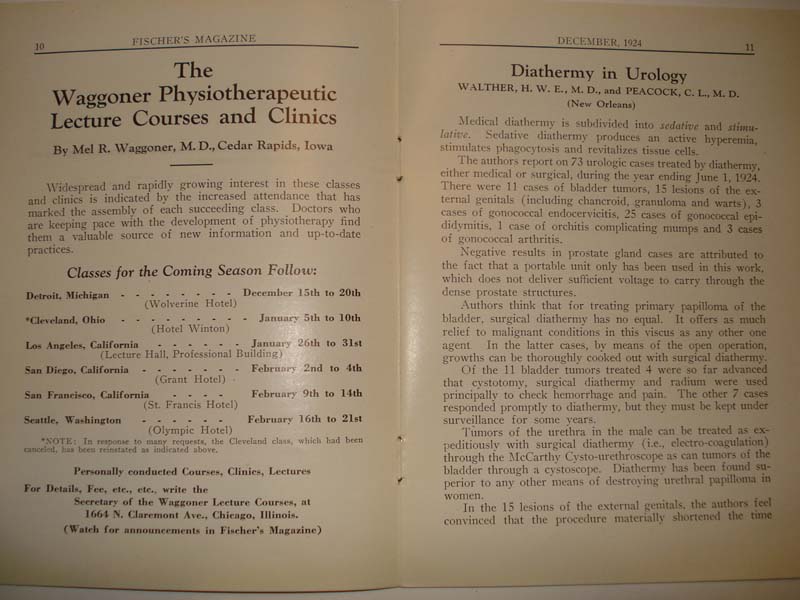 10
FISCHER'S MAGAZINE
The
Waggoner Physiotherapeutic
Lecture Courses and Clinics
By Mel R. Waggoner, M. D., Cedar Rapids, Iowa
Widespread and rapidly growing interest in these classes
and clinics is indicated by the increased attendance that has
marked the assembly of each succeeding class. Doctors who
are keeping pace with the development of physiotherapy find
them a valuable source of new information and up-to-date
practices.
Classes for the Coming Season Follow:
Detroit, Michigan - - - - - - - - December 15th to 20th
(Wolverine Hotel)
*Cleveland, Ohio - - - - - - - - January 5th to 10th
(Hotel Winton)
Los Angeles, California - - - - - - January 26th to 31st
(Lecture Hall, Professional Building)
San Diego, California - - - - - - - February 2nd to 4th
(Grant Hotel)
San Francisco, California - - - - February 9th to 14th
(St. Francis Hotel)
Seattle, Washington - - - - - - February 16th to 21st
(Olympic Hotel)
*NOTE: In response to many requests, the Cleveland class, which had been
canceled, has been reinstated as indicated above.
Personally conducted Courses, Clinics, Lectures
For Details, Fee, etc., etc., write the
Secretary of the Waggoner Lecture Courses, at
1664 N. Claremont Ave., Chicago, Illinois.
(Watch for announcements in Fischer's Magazine)
DECEMBER, 1924
11
Diathermy in Urology
WALTHER, H. W. E., M. D., and PEACOCK, C. L., M. D.
(New Orleans)
Medical diathermy is subdivided into sedative and stimu-
lative. Sedative diathermy produces an active hyperemia,
stimulates phagocytosis and revitalizes tissue cells.
The authors report on 73 urologic cases treated by diathermy,
either medical or surgical, during the year ending June 1, 1924.
There were 11 cases of bladder tumors, 15 lesions of the ex-
ternal genitals (including chancroid, granuloma and warts), 3
cases of gonococcal endocervicitis, 25 cases of gonococcal epi-
didymitis, 1 case of orchitis complicating mumps and 3 cases
of gonococcal arthritis.
Negative results in prostate gland cases are attributed to
the fact that a portable unit only has been used in this work,
which does not deliver sufficient voltage to carry through the
dense prostate structures.
Authors think that for treating primary papilloma of the
bladder, surgical diathermy has no equal. It offers as much
relief to malignant conditions in this viscus as any other one
agent. In the latter cases, by means of the open operation,
growths can be thoroughly cooked out with surgical diathermy.
Of the 11 bladder tumors treated 4 were so far advanced
that cystotomy, surgical diathermy and radium were used
principally to check hemorrhage and pain. The other 7 cases
responded promptly to diathermy, but they must be kept under
surveillance for some years.
Tumors of the urethra in the male can be treated as ex-
peditiously with surgical diathermy (i.e., electro-coagulation)
through the McCarthy Cysto-urethroscope as can tumors of the
bladder through a cystoscope. Diathermy has been found su-
perior to any other means of destroying urethral papilloma in
women.
In the 15 lesions of the external genitals, the authors feel
convinced that the procedure materially shortened the time